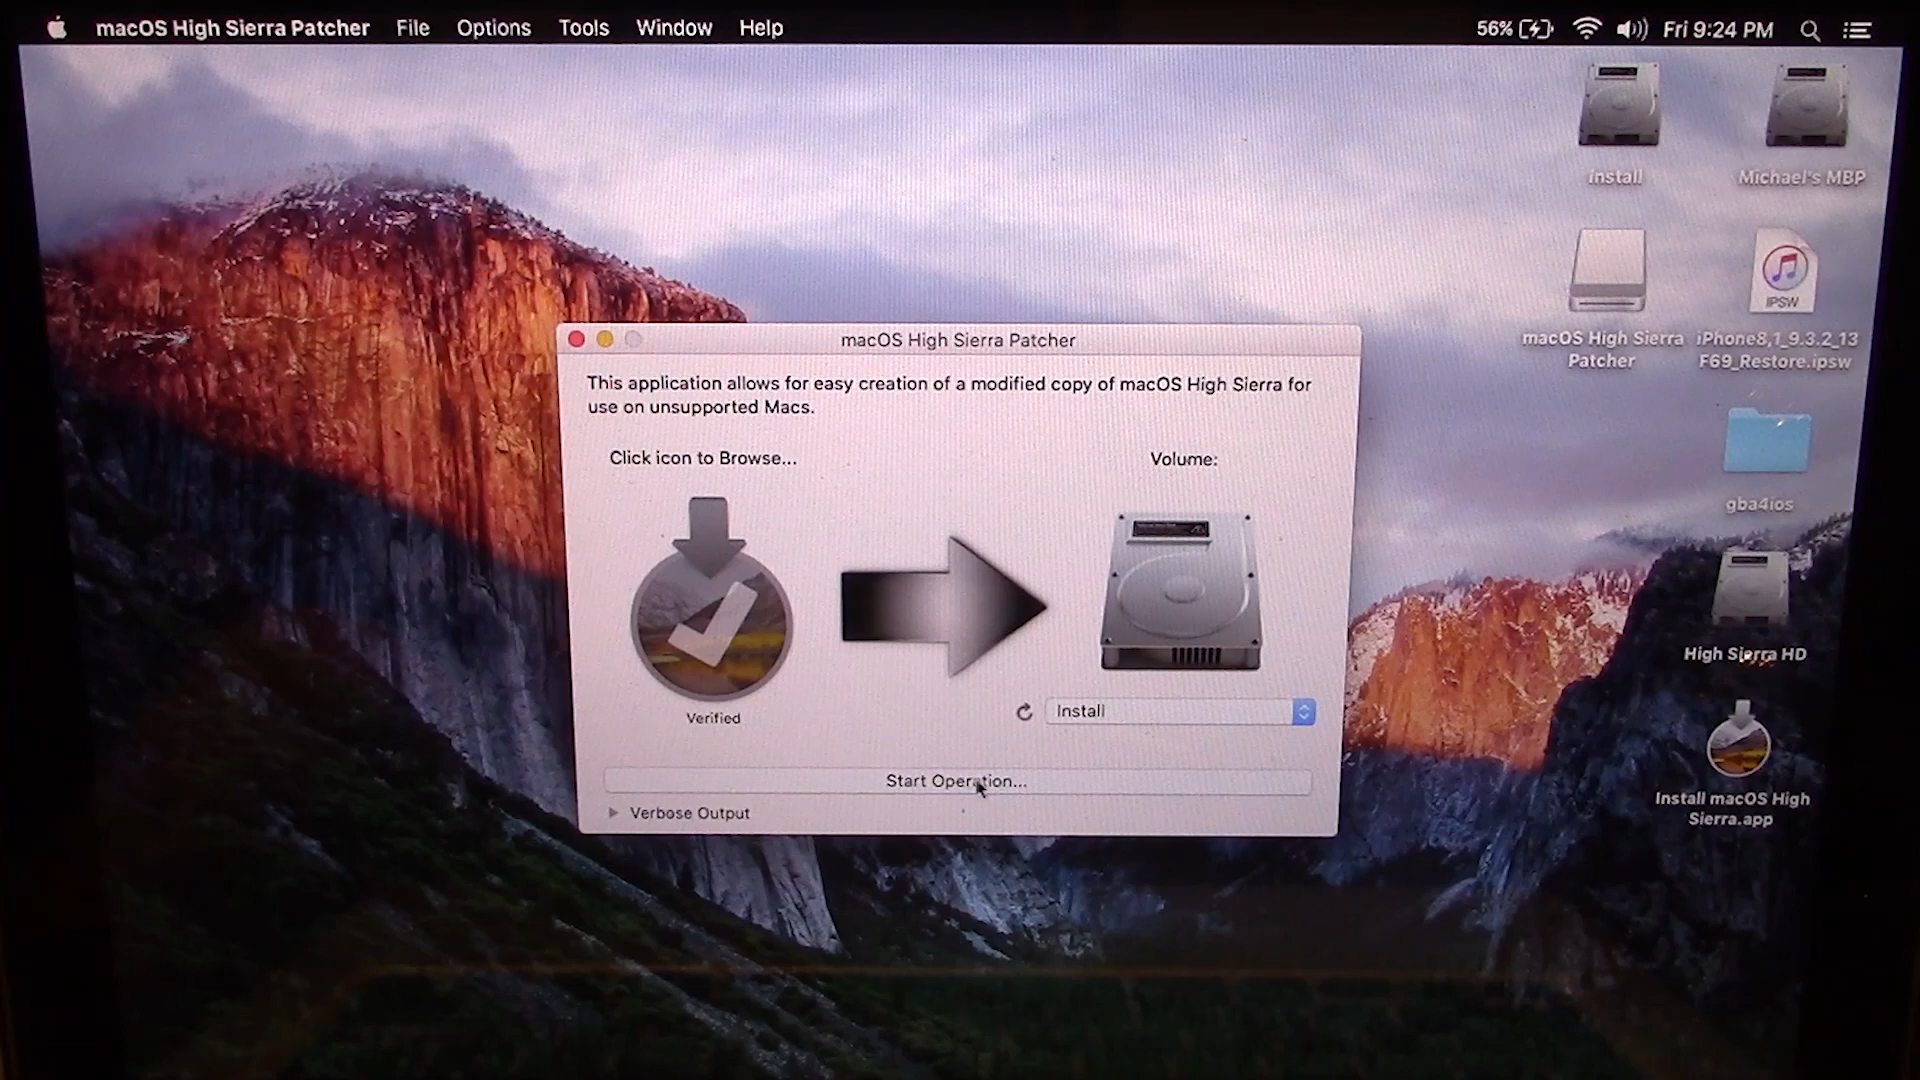 macOS High Sierra Patcher File Options Tools Window Help 56% Fri 9:24 PM
install
Michael's MBP
macOS High Sierra
Patcher
IPSW
iPhone8,1_9.3.2_13
F69_Restore.ipsw
gba4ios
High Sierra HD
Install macOS High
Sierra.app
macOS High Sierra Patcher
This application allows for easy creation of a modified copy of macOS High Sierra for
use on unsupported Macs.
Click icon to Browse...
Volume:
Verified
Install
Start Operation...
Verbose Output